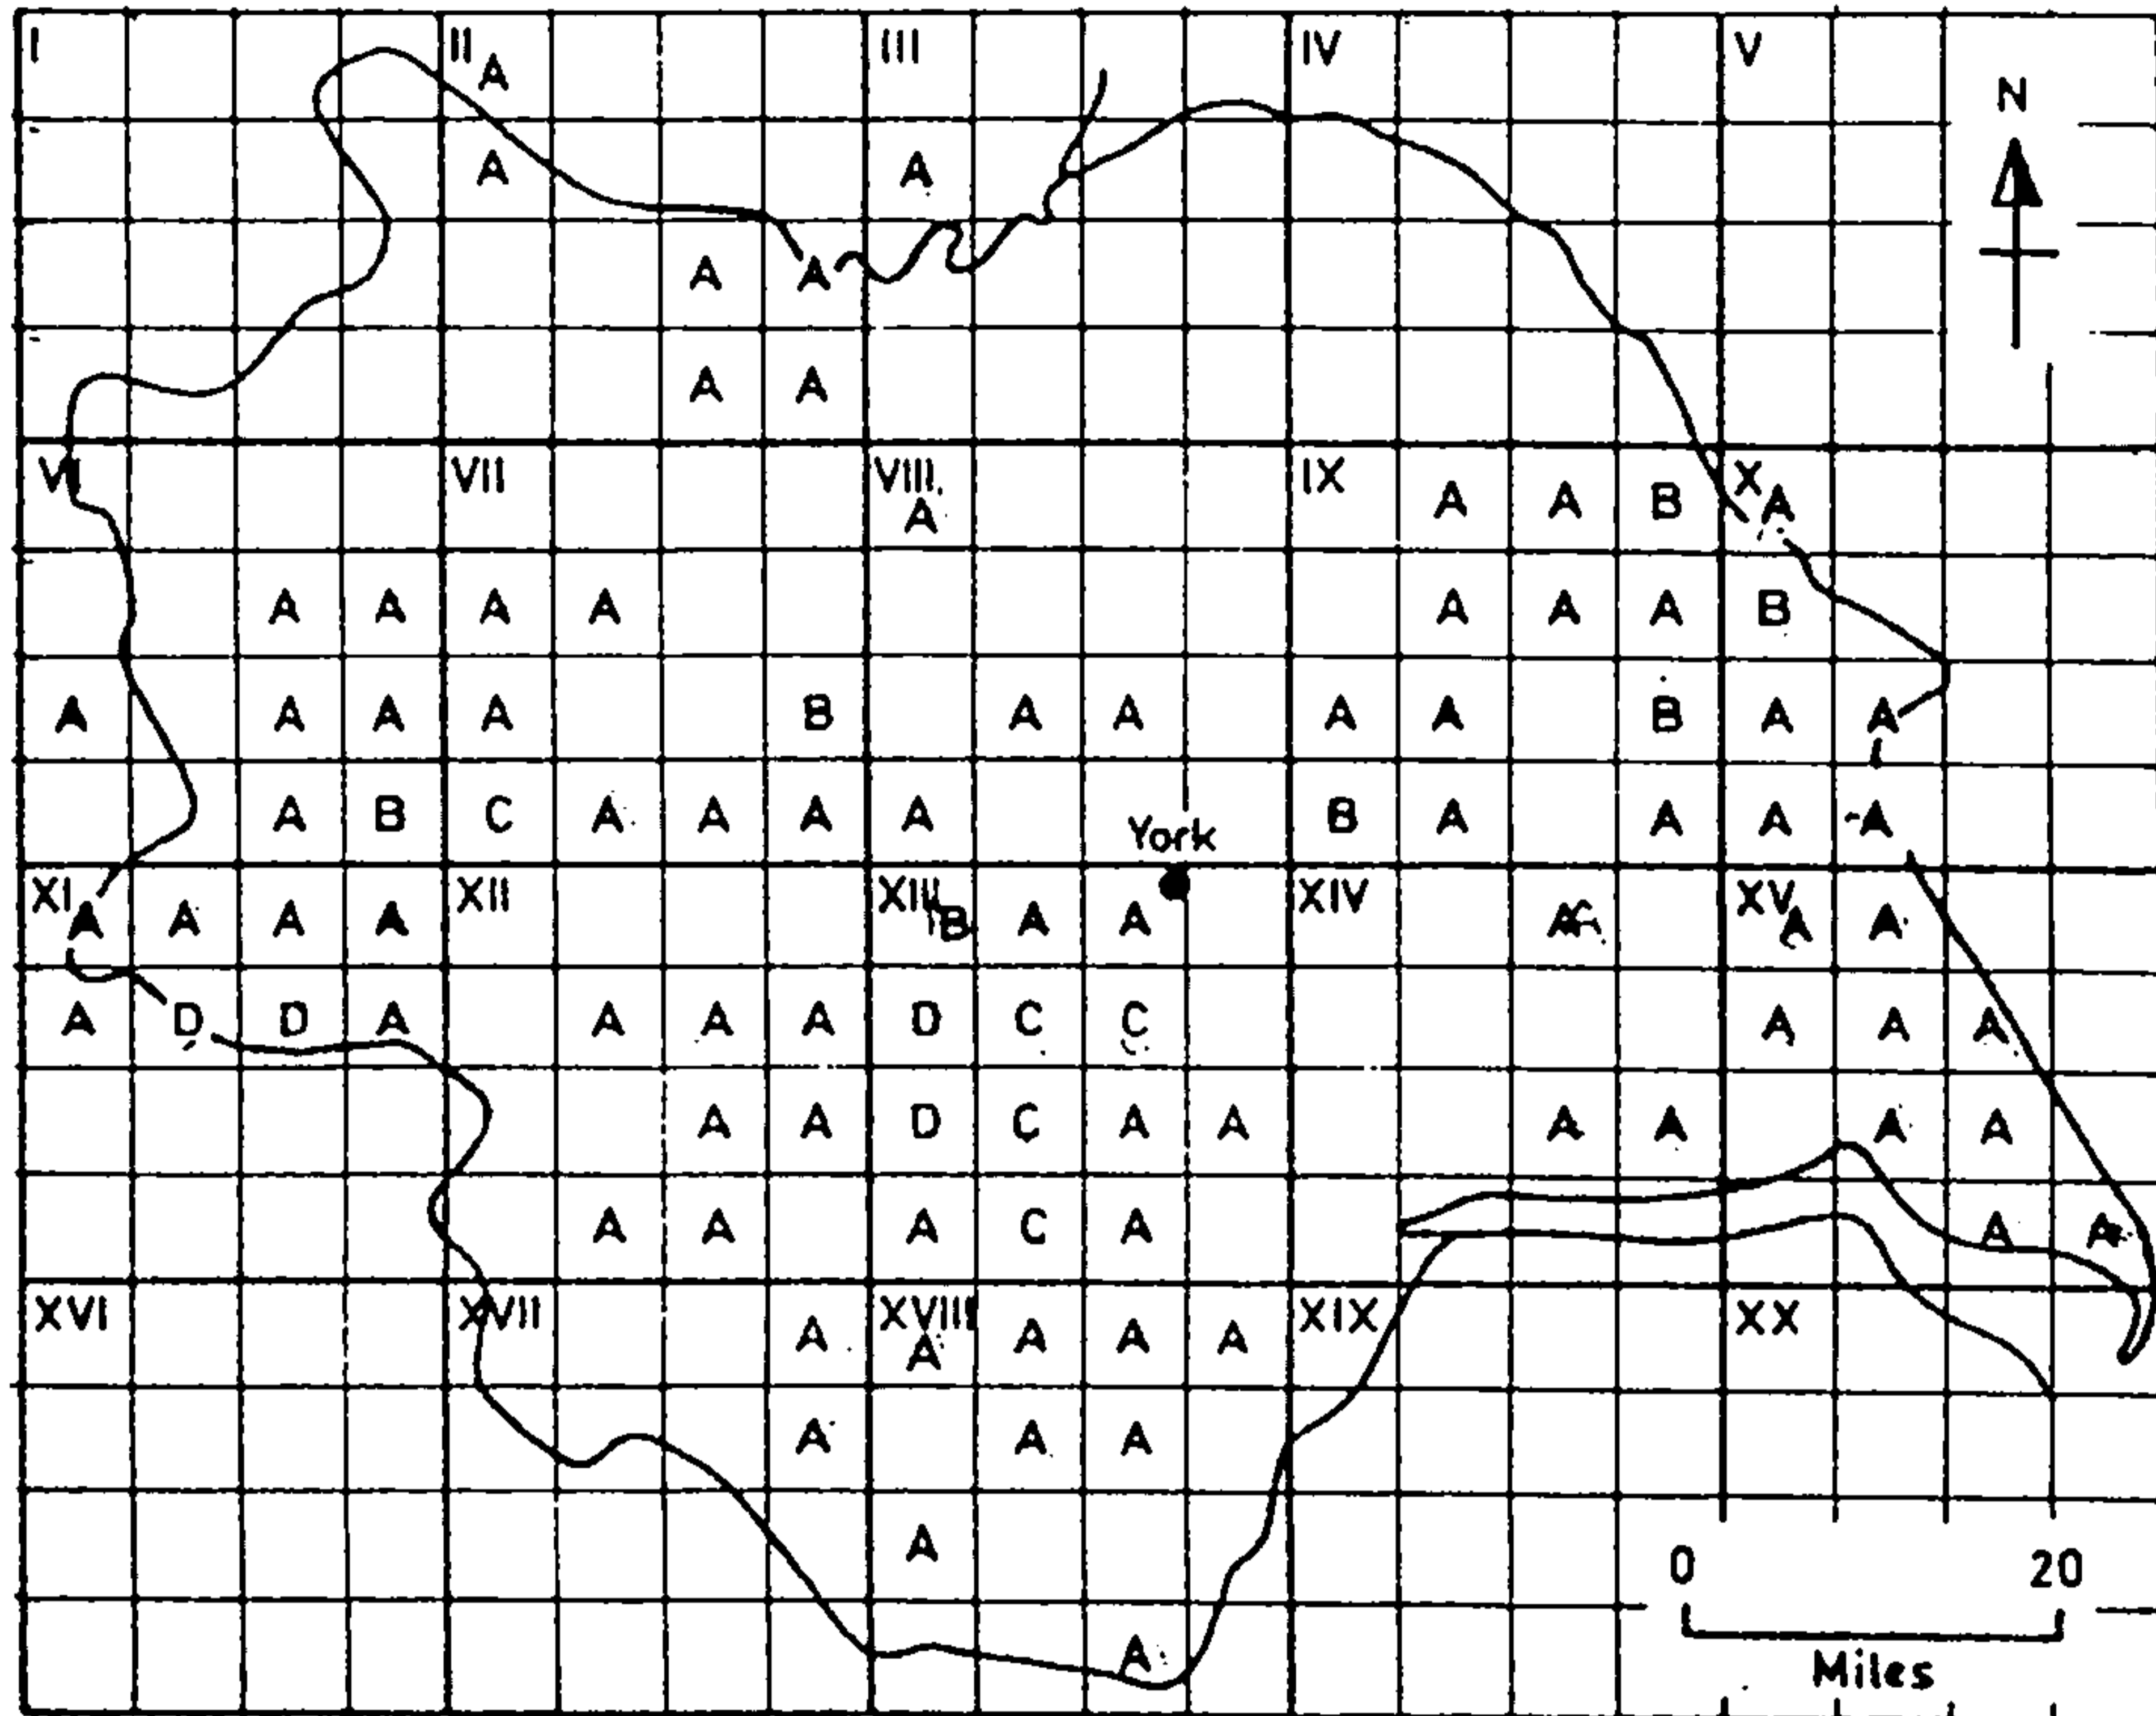 I II III IV V
A
N
A A
A A
A A
VI VII VIII IX X
A A A B A
A A A A A A A B
A A A A B A A A A B A A
A B C A A A A B A A A A
York
XI XII XIII XIV XV
A A A A B A A A A A
A D D A A A A D C C A A A
A A D C A A A A A A
A A A C A A A
XVI XVII XVIII XIX XX
A A A A A
A A A
A
0 20
A
Miles